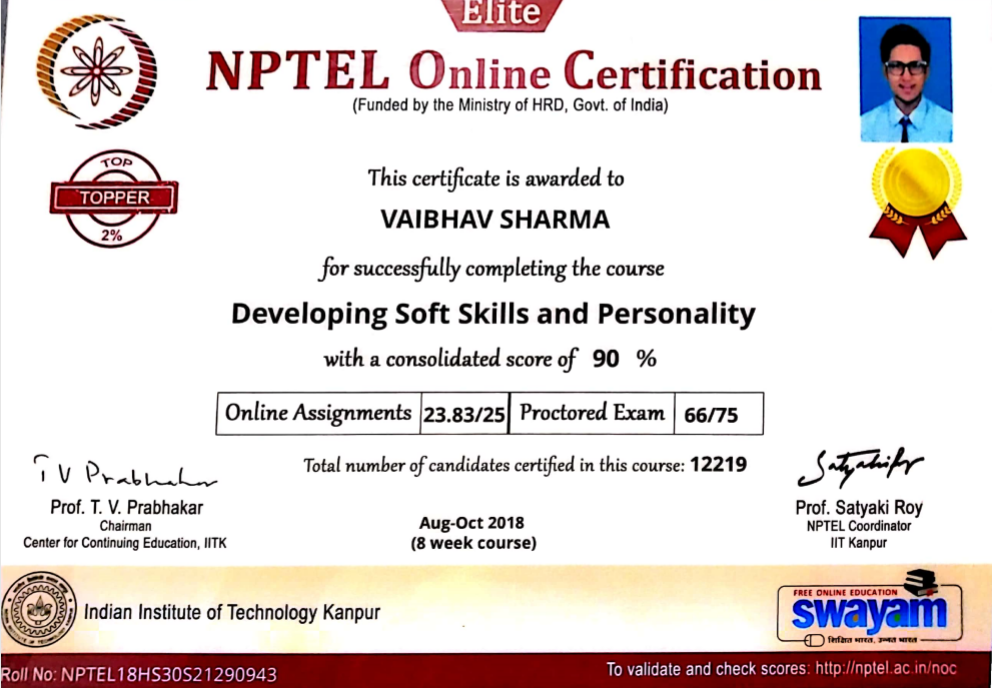 Elite
NPTEL Online Certification
(Funded by the Ministry of HRD, Govt. of India)
TOP
TOPPER
2%
This certificate is awarded to
VAIBHAV SHARMA
for successfully completing the course
Developing Soft Skills and Personality
with a consolidated score of 90 %
Online Assignments 23.83/25 Proctored Exam 66/75
Total number of candidates certified in this course: 12219
T V Prabhakar
Prof. T. V. Prabhakar
Chairman
Center for Continuing Education, IITK
Aug-Oct 2018
(8 week course)
Prof. Satyaki Roy
NPTEL Coordinator
IIT Kanpur
Indian Institute of Technology Kanpur
FREE ONLINE EDUCATION
swayam
शिक्षित भारत, उन्नत भारत
Roll No: NPTEL18HS30S21290943
To validate and check scores: http://nptel.ac.in/noc